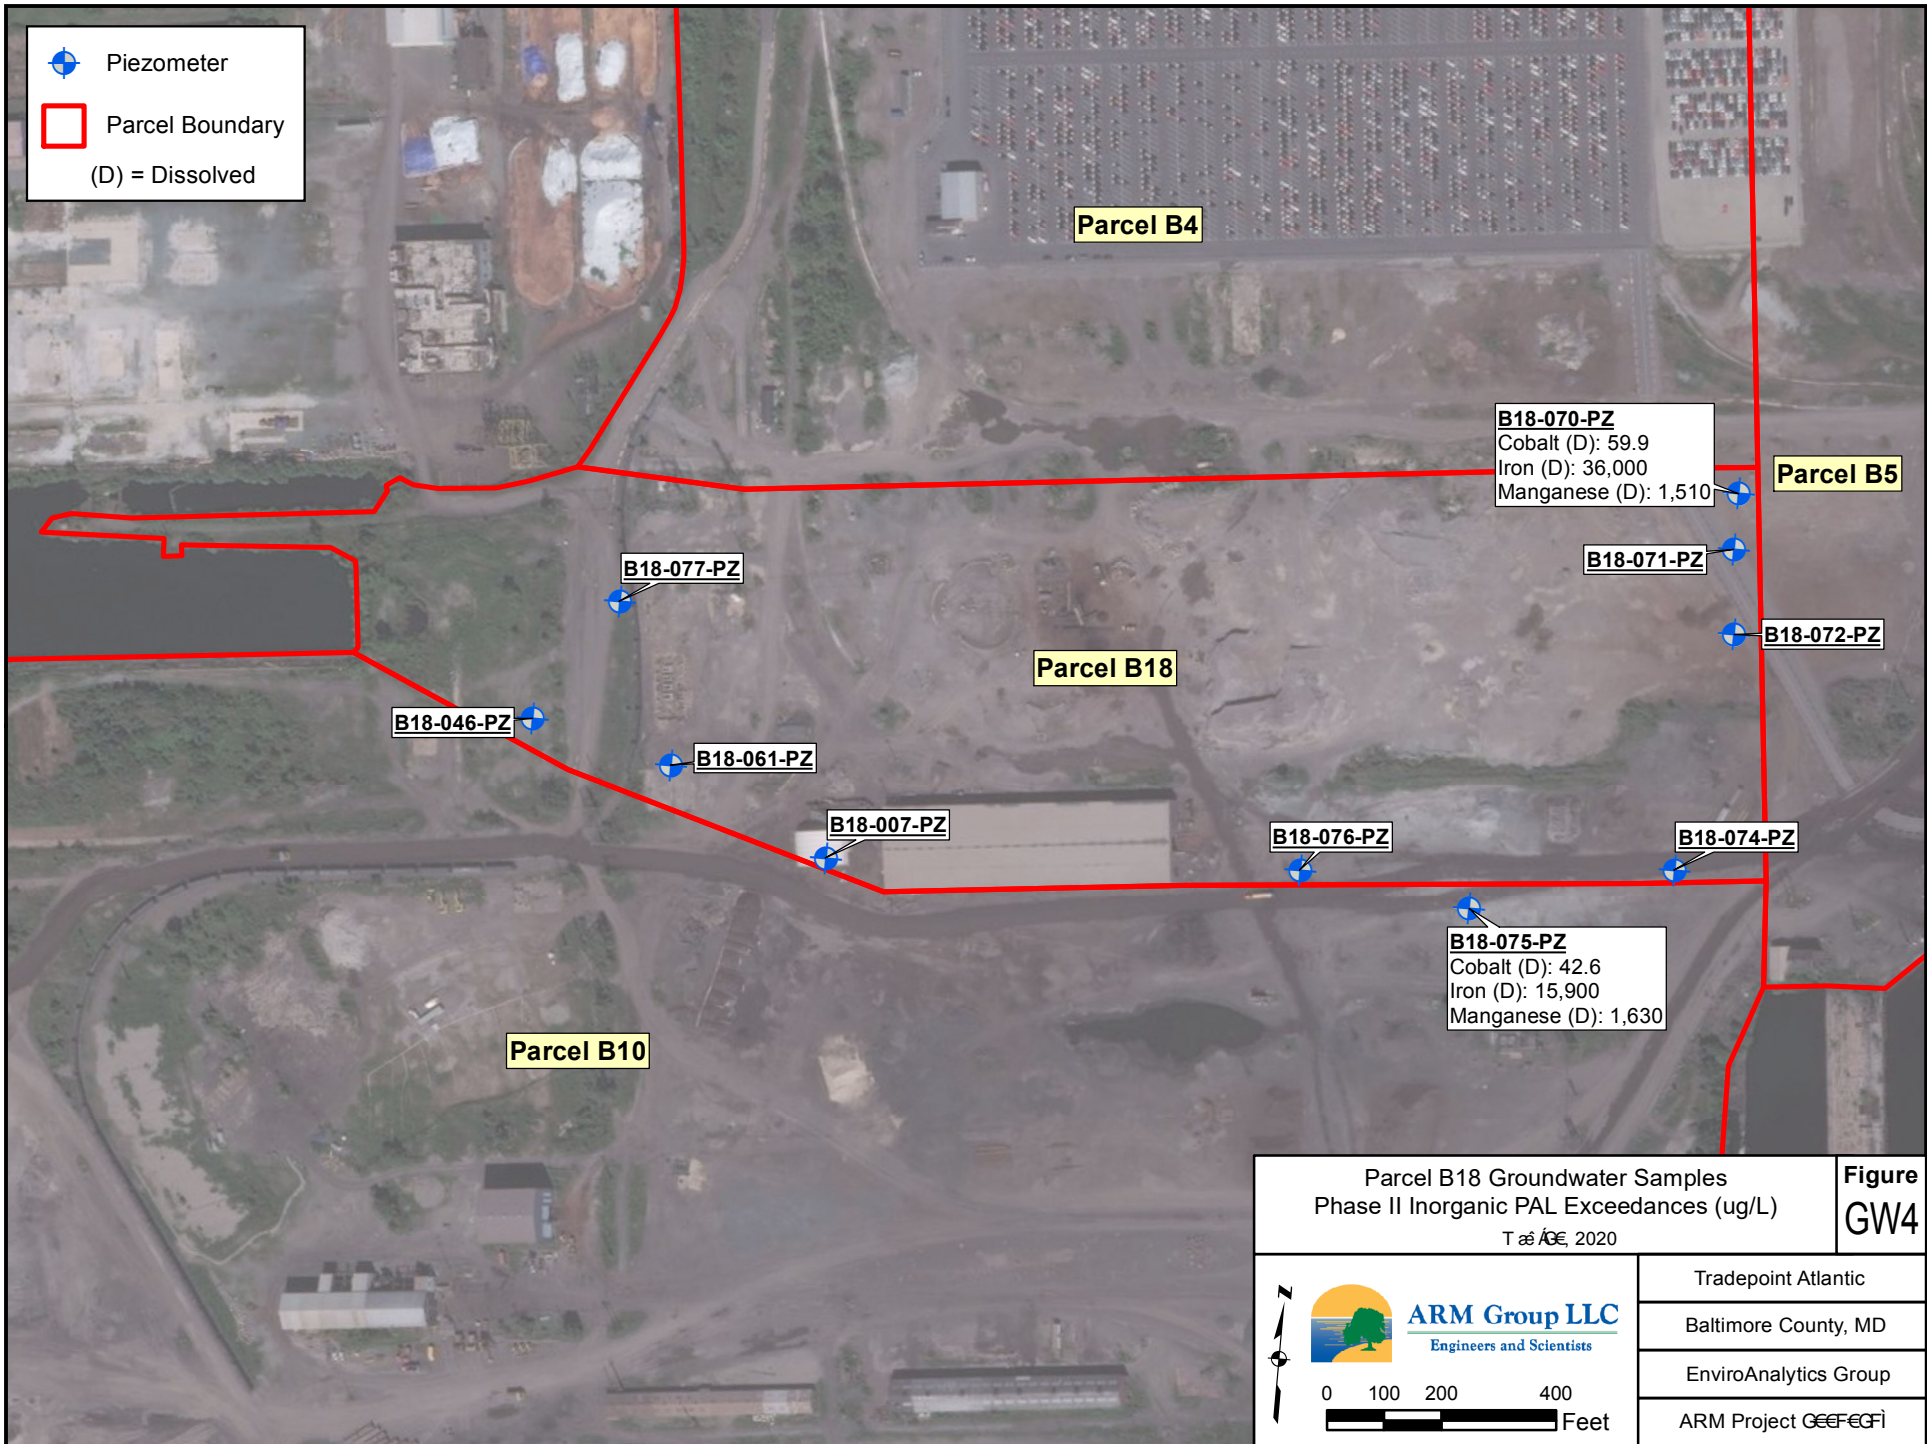 Piezometer
Parcel Boundary
(D) = Dissolved
Parcel B4
B18-070-PZ
Cobalt (D): 59.9
Iron (D): 36,000
Manganese (D): 1,510
Parcel B5
B18-071-PZ
B18-077-PZ
B18-072-PZ
Parcel B18
B18-046-PZ
B18-061-PZ
B18-007-PZ
B18-076-PZ
B18-074-PZ
B18-075-PZ
Cobalt (D): 42.6
Iron (D): 15,900
Manganese (D): 1,630
Parcel B10
Parcel B18 Groundwater Samples
Phase II Inorganic PAL Exceedances (ug/L)
2020
Figure
GW4
Z
ARM Group LLC
Engineers and Scientists
0 100 200 400
Feet
Tradepoint Atlantic
Baltimore County, MD
EnviroAnalytics Group
ARM Project